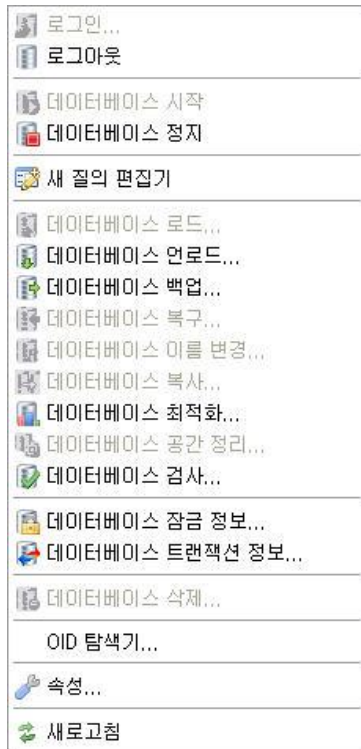 로그인...
로그아웃
데이터베이스 시작
데이터베이스 정지
새 질의 편집기
데이터베이스 로드...
데이터베이스 언로드...
데이터베이스 백업...
데이터베이스 복구...
데이터베이스 이름 변경...
데이터베이스 복사...
데이터베이스 최적화...
데이터베이스 공간 정리...
데이터베이스 검사...
데이터베이스 잠금 정보...
데이터베이스 트랜잭션 정보...
데이터베이스 삭제...
OID 탐색기...
속성...
새로고침